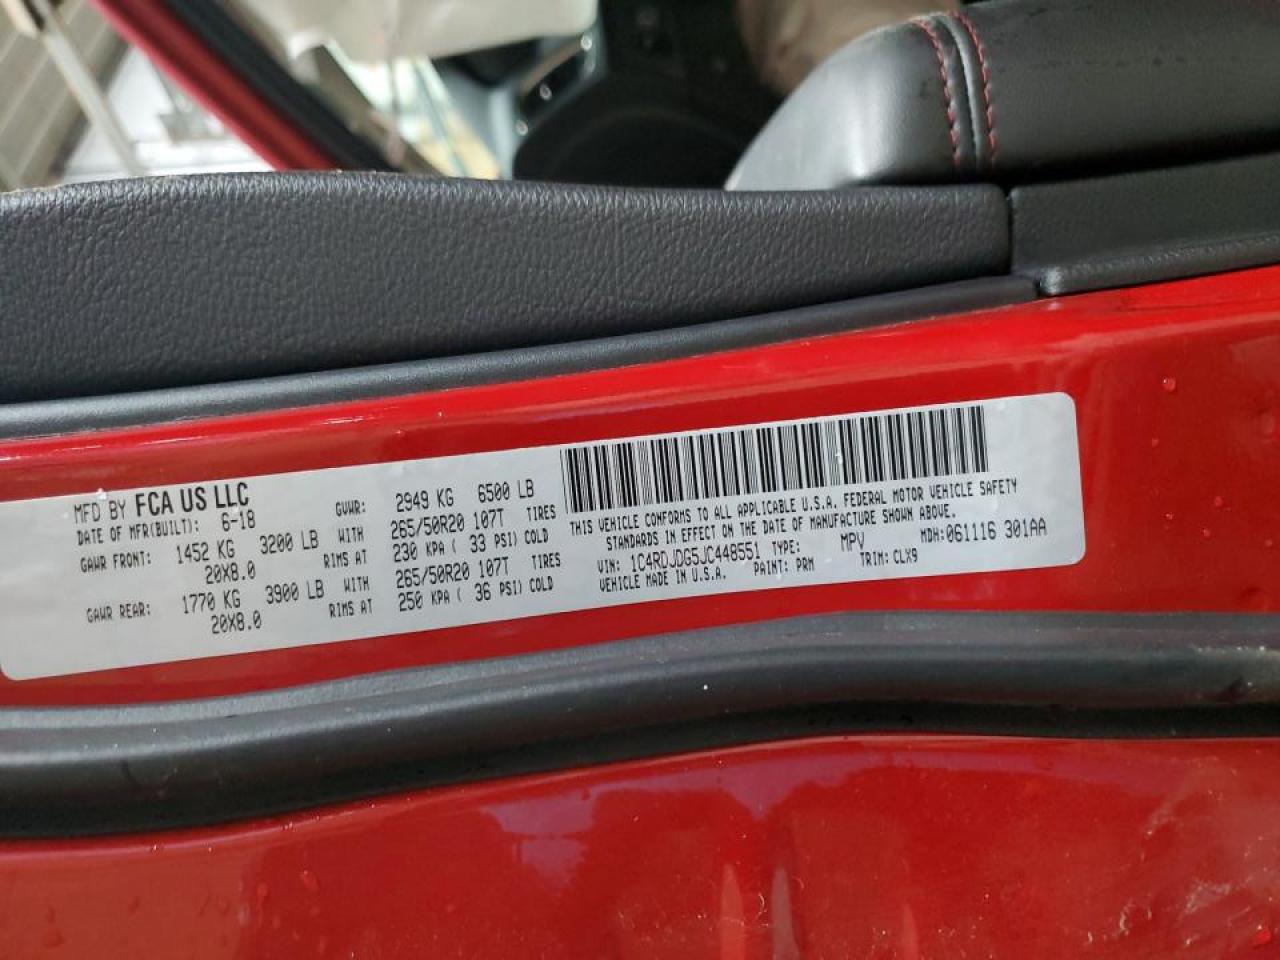 MFD BY FCA US LLC
DATE OF MFR(BUILT): 6-18 GVWR: 2949 KG 6500 LB
GAWR FRONT: 1452 KG 3200 LB WITH 265/50R20 107T TIRES
20X8.0 RIMS AT 230 KPA ( 33 PSI) COLD
GAWR REAR: 1770 KG 3900 LB WITH 265/50R20 107T TIRES
20X8.0 RIMS AT 250 KPA ( 36 PSI) COLD
THIS VEHICLE CONFORMS TO ALL APPLICABLE U.S.A. FEDERAL MOTOR VEHICLE SAFETY
STANDARDS IN EFFECT ON THE DATE OF MANUFACTURE SHOWN ABOVE.
VIN: 1C4RDJDG5JC448551 TYPE: MPV MDH:061116 301AA
VEHICLE MADE IN U.S.A. PAINT: PRM TRIM: CLX9